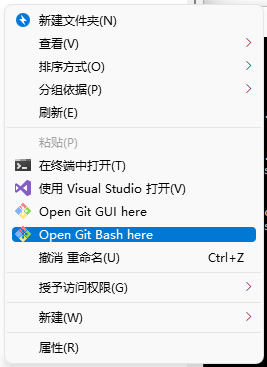 新建文件夹(N)
查看(V)
排序方式(O)
分组依据(P)
刷新(E)
粘贴(P)
在终端中打开(T)
使用 Visual Studio 打开(V)
Open Git GUI here
Open Git Bash here
撤消 重命名(U) Ctrl+Z
授予访问权限(G)
新建(W)
属性(R)